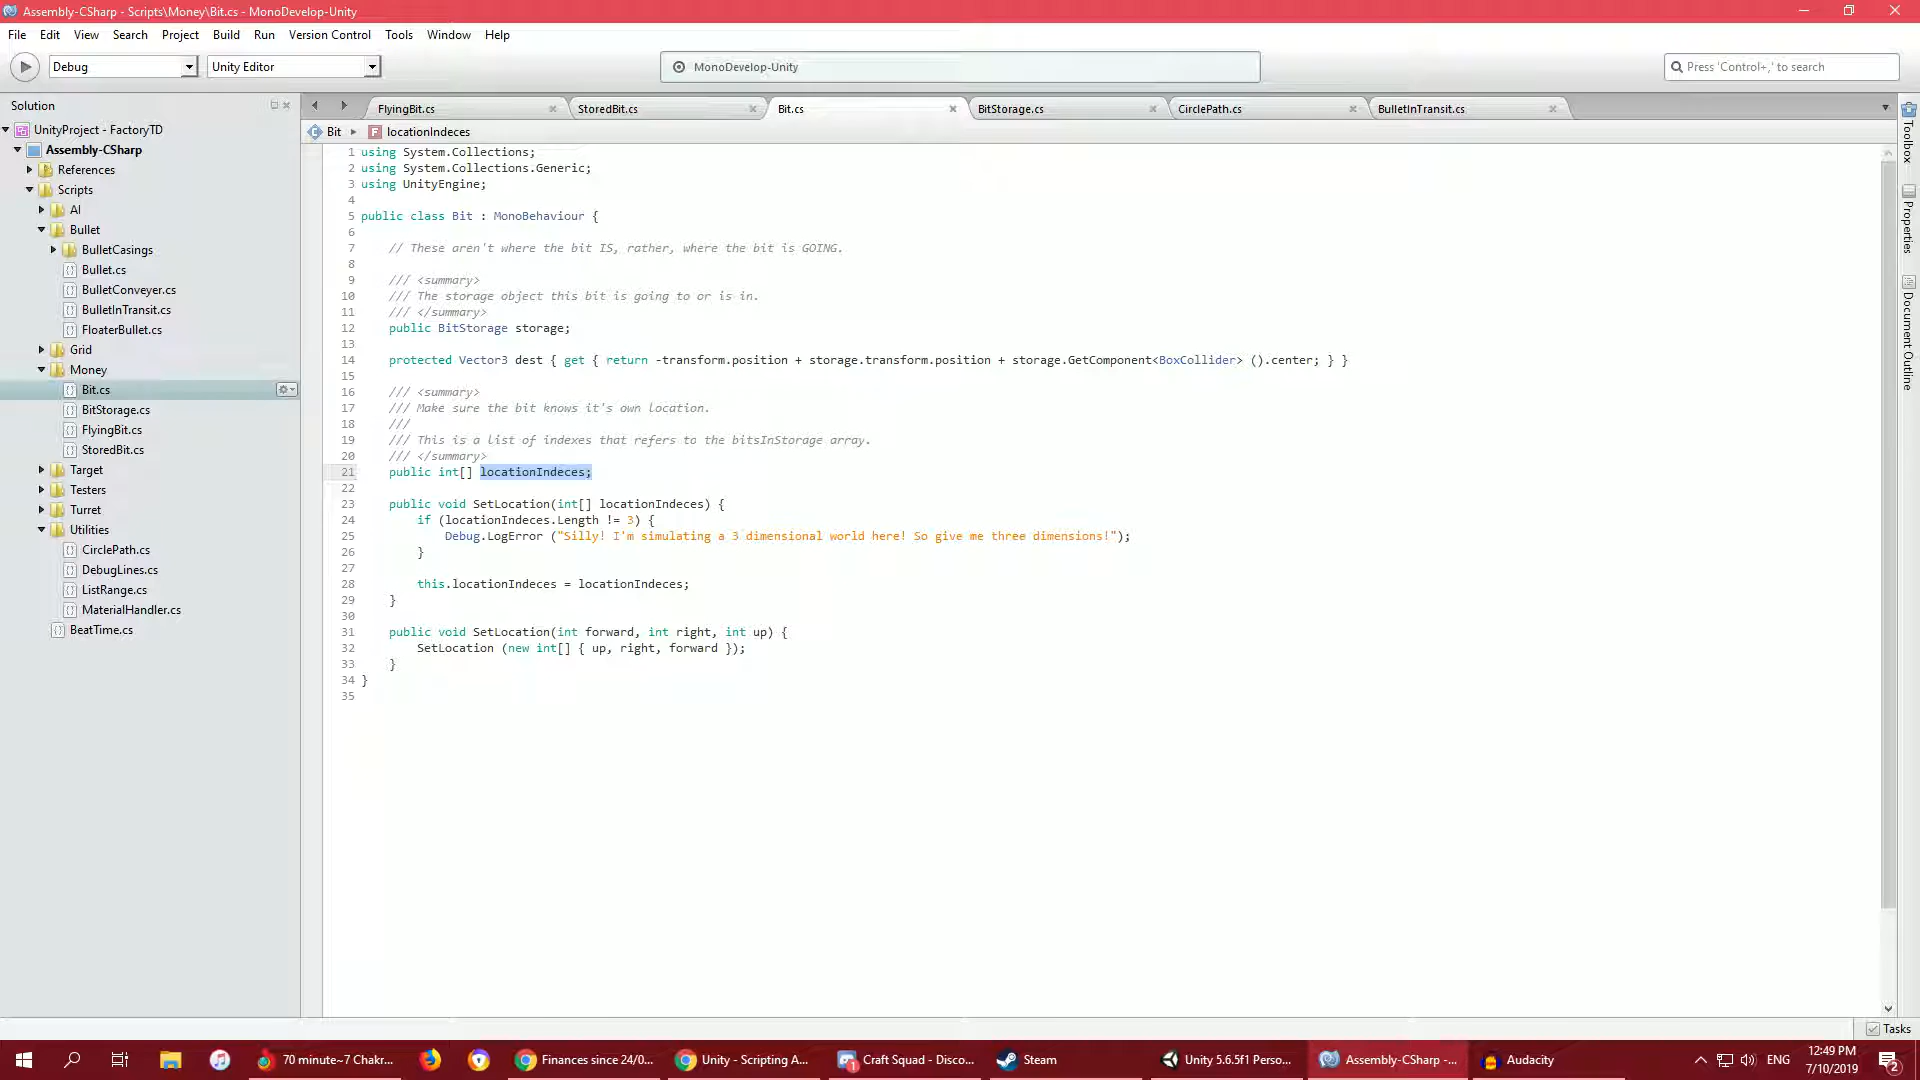 Assembly-CSharp - Scripts\Money\Bit.cs - MonoDevelop-Unity
File Edit View Search Project Build Run Version Control Tools Window Help
Debug Unity Editor MonoDevelop-Unity Press 'Control+,' to search
Solution
UnityProject - FactoryTD
Assembly-CSharp
References
Scripts
AI
Bullet
BulletCasings
Bullet.cs
BulletConveyer.cs
BulletInTransit.cs
FloaterBullet.cs
Grid
Money
Bit.cs
BitStorage.cs
FlyingBit.cs
StoredBit.cs
Target
Testers
Turret
Utilities
CirclePath.cs
DebugLines.cs
ListRange.cs
MaterialHandler.cs
BeatTime.cs
FlyingBit.cs StoredBit.cs Bit.cs BitStorage.cs CirclePath.cs BulletInTransit.cs
Bit locationIndeces
1 using System.Collections;
2 using System.Collections.Generic;
3 using UnityEngine;
4
5 public class Bit : MonoBehaviour {
6
7 // These aren't where the bit IS, rather, where the bit is GOING.
8
9 /// <summary>
10 /// The storage object this bit is going to or is in.
11 /// </summary>
12 public BitStorage storage;
13
14 protected Vector3 dest { get { return -transform.position + storage.transform.position + storage.GetComponent<BoxCollider> ().center; } }
15
16 /// <summary>
17 /// Make sure the bit knows it's own location.
18 ///
19 /// This is a list of indexes that refers to the bitsInStorage array.
20 /// </summary>
21 public int[] locationIndeces;
22
23 public void SetLocation(int[] locationIndeces) {
24 if (locationIndeces.Length != 3) {
25 Debug.LogError ("Silly! I'm simulating a 3 dimensional world here! So give me three dimensions!");
26 }
27
28 this.locationIndeces = locationIndeces;
29 }
30
31 public void SetLocation(int forward, int right, int up) {
32 SetLocation (new int[] { up, right, forward });
33 }
34 }
35
Toolbox
Properties
Document Outline
Tasks
70 minute~7 Chakr... Finances since 24/0... Unity - Scripting A... 1 Craft Squad - Disco... Steam Unity 5.6.5f1 Perso... Assembly-CSharp -... Audacity ENG 12:49 PM
7/10/2019 2